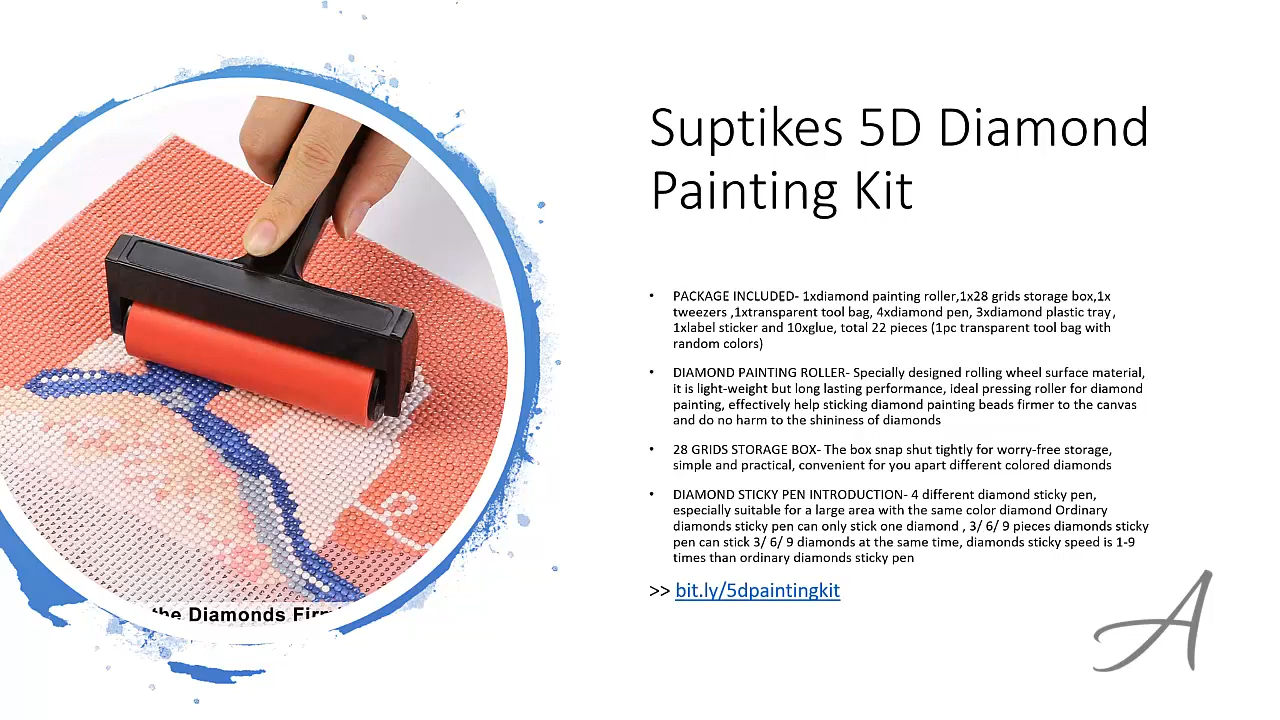 Suptikes 5D Diamond
Painting Kit
• PACKAGE INCLUDED- 1xdiamond painting roller,1x28 grids storage box,1x
tweezers ,1xtransparent tool bag, 4xdiamond pen, 3xdiamond plastic tray,
1xlabel sticker and 10xglue, total 22 pieces (1pc transparent tool bag with
random colors)
• DIAMOND PAINTING ROLLER- Specially designed rolling wheel surface material,
it is light-weight but long lasting performance, Ideal pressing roller for diamond
painting, effectively help sticking diamond painting beads firmer to the canvas
and do no harm to the shininess of diamonds
• 28 GRIDS STORAGE BOX- The box snap shut tightly for worry-free storage,
simple and practical, convenient for you apart different colored diamonds
• DIAMOND STICKY PEN INTRODUCTION- 4 different diamond sticky pen,
especially suitable for a large area with the same color diamond Ordinary
diamonds sticky pen can only stick one diamond , 3/ 6/ 9 pieces diamonds sticky
pen can stick 3/ 6/ 9 diamonds at the same time, diamonds sticky speed is 1-9
times than ordinary diamonds sticky pen
>> bit.ly/5dpaintingkit
the Diamonds
A